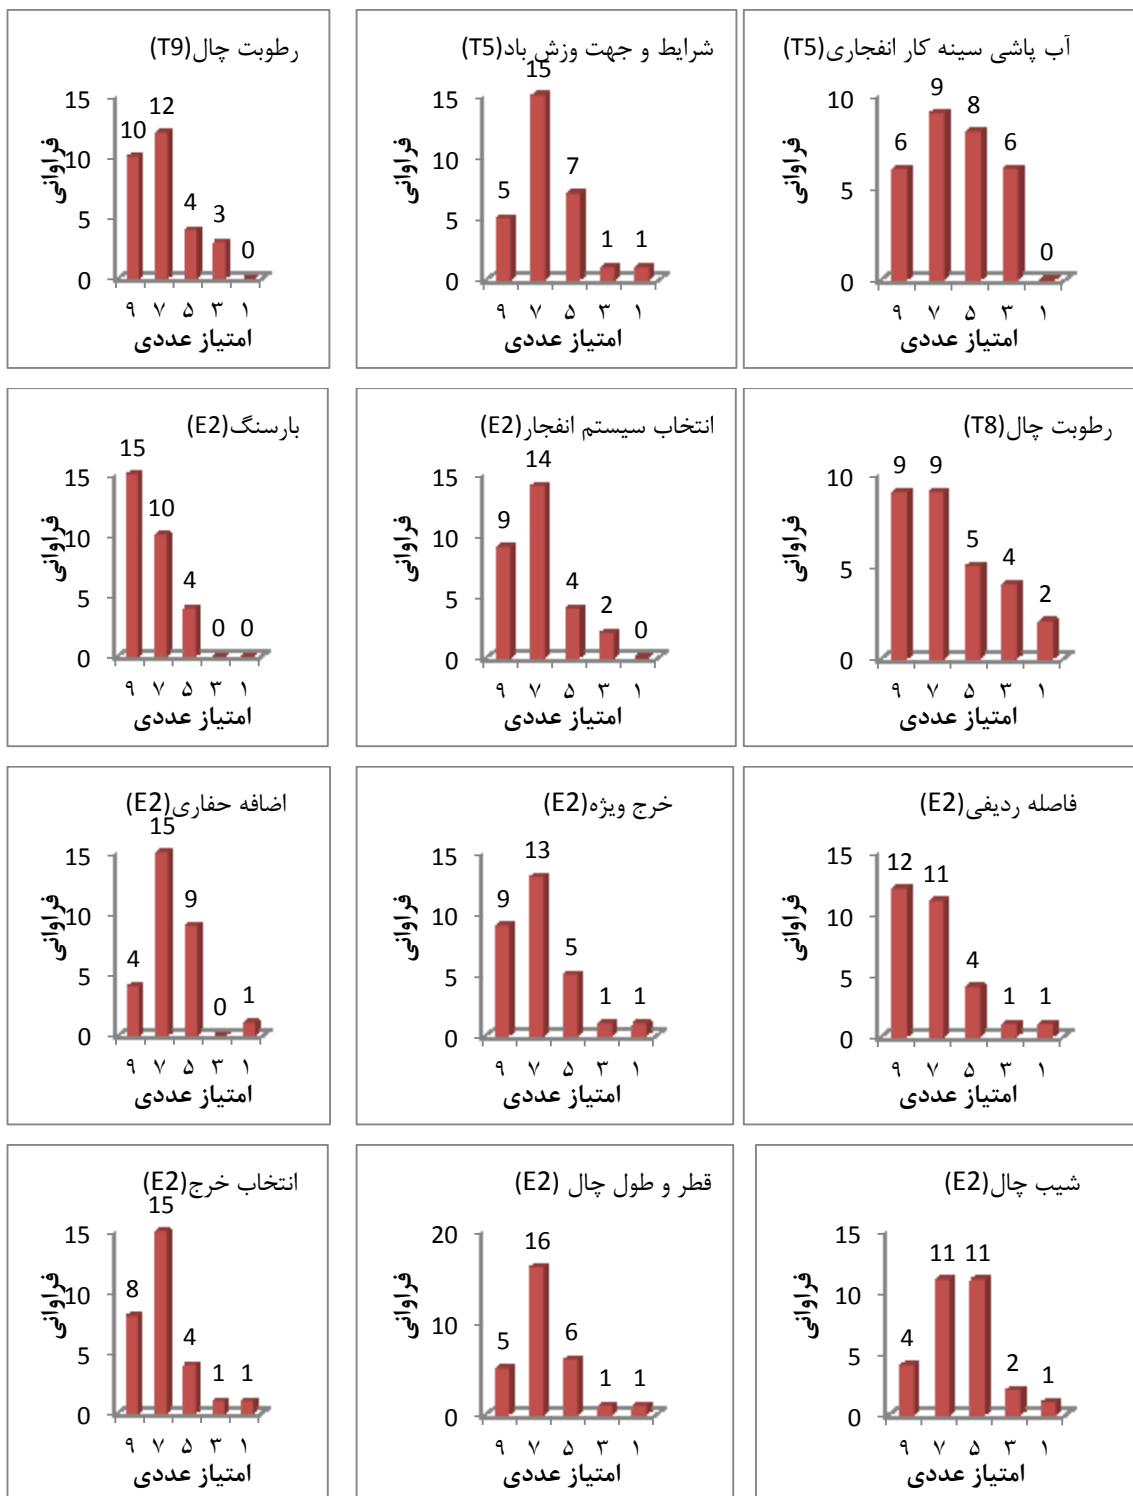 آب پاشی سینه کار انفجاری(T5)
فراوانی
10
5
0
6
9
8
6
0
۹ ۷ ۵ ۳ ۱
امتیاز عددی
شرایط و جهت وزش باد(T5)
فراوانی
15
10
5
0
5
15
7
1
1
۹ ۷ ۵ ۳ ۱
امتیاز عددی
رطوبت چال(T9)
فراوانی
15
10
5
0
10
12
4
3
0
۹ ۷ ۵ ۳ ۱
امتیاز عددی
رطوبت چال(T8)
فراوانی
10
5
0
9
9
5
4
2
۹ ۷ ۵ ۳ ۱
امتیاز عددی
انتخاب سیستم انفجار(E2)
فراوانی
15
10
5
0
9
14
4
2
0
۹ ۷ ۵ ۳ ۱
امتیاز عددی
بارسنگ(E2)
فراوانی
15
10
5
0
15
10
4
0
0
۹ ۷ ۵ ۳ ۱
امتیاز عددی
فاصله ردیفی(E2)
فراوانی
15
10
5
0
12
11
4
1
1
۹ ۷ ۵ ۳ ۱
امتیاز عددی
خرج ویژه(E2)
فراوانی
15
10
5
0
9
13
5
1
1
۹ ۷ ۵ ۳ ۱
امتیاز عددی
اضافه حفاری(E2)
فراوانی
15
10
5
0
4
15
9
0
1
۹ ۷ ۵ ۳ ۱
امتیاز عددی
شیب چال(E2)
فراوانی
15
10
5
0
4
11
11
2
1
۹ ۷ ۵ ۳ ۱
امتیاز عددی
قطر و طول چال (E2)
فراوانی
20
10
0
5
16
6
1
1
۹ ۷ ۵ ۳ ۱
امتیاز عددی
انتخاب خرج(E2)
فراوانی
15
10
5
0
8
15
4
1
1
۹ ۷ ۵ ۳ ۱
امتیاز عددی